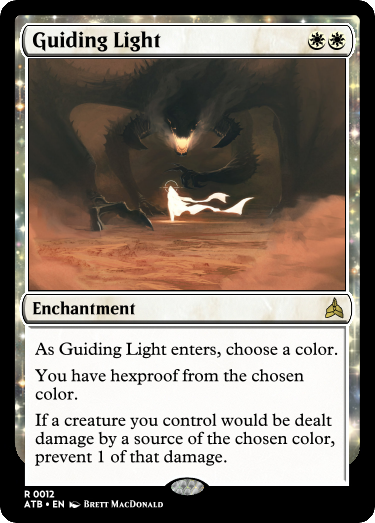 Guiding Light
Enchantment
As Guiding Light enters, choose a color.
You have hexproof from the chosen
color.
If a creature you control would be dealt
damage by a source of the chosen color,
prevent 1 of that damage.
R 0012
ATB • EN Brett MacDonald